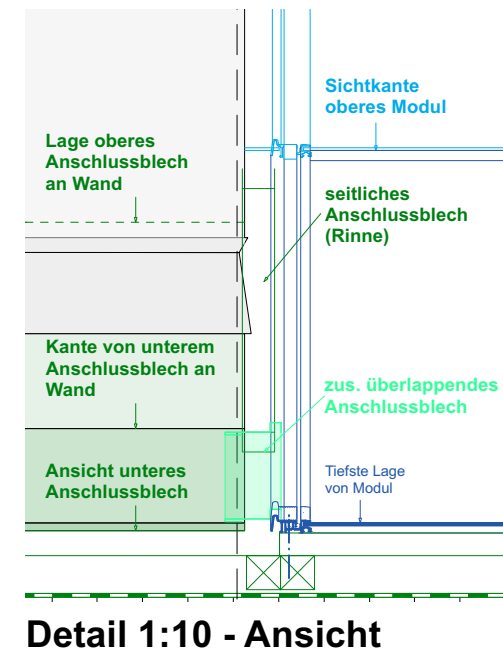 Sichtkante
oberes Modul
Lage oberes
Anschlussblech
an Wand
seitliches
Anschlussblech
(Rinne)
Kante von unterem
Anschlussblech an
Wand
zus. überlappendes
Anschlussblech
Ansicht unteres
Anschlussblech
Tiefste Lage
von Modul
Detail 1:10 - Ansicht